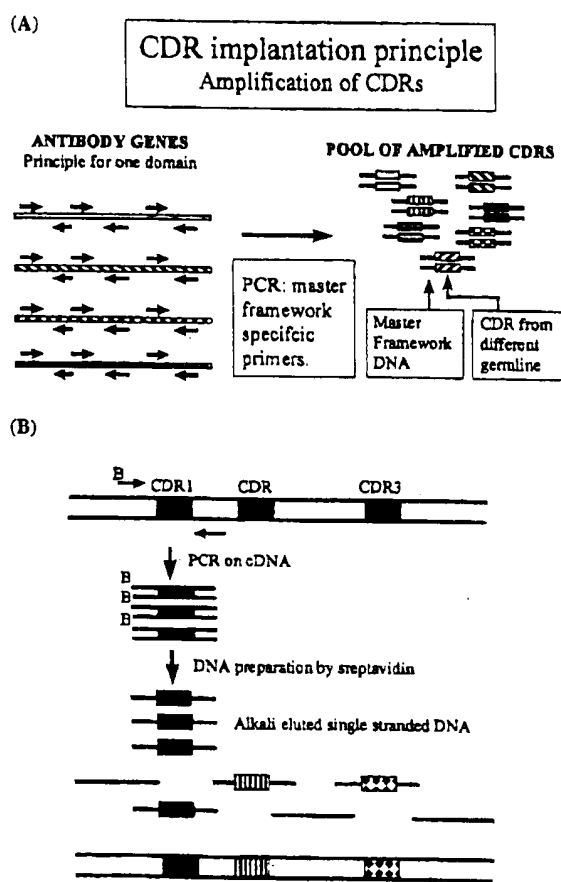 (A)
CDR implantation principle
Amplification of CDRs
ANTIBODY GENES
Principle for one domain
POOL OF AMPLIFIED CDRS
PCR: master
framework
specifcic
primers.
Master
Framework
DNA
CDR from
different
germline
(B)
B
CDR1
CDR
CDR3
PCR on cDNA
B
B
B
DNA preparation by sreptavidin
Alkali eluted single stranded DNA